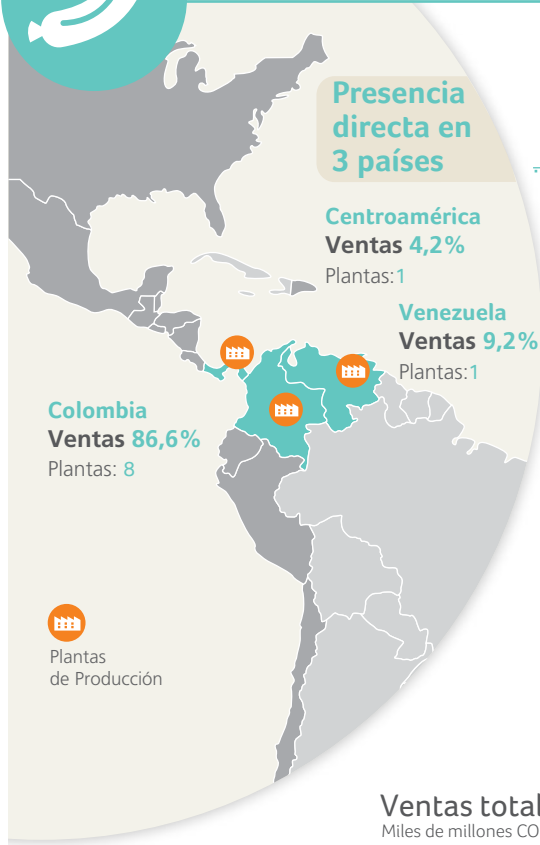 Presencia
directa en
3 países
Centroamérica
Ventas 4,2%
Plantas:1
Venezuela
Ventas 9,2%
Plantas:1
Colombia
Ventas 86,6%
Plantas: 8
Plantas
de Producción
Ventas total
Miles de millones CO